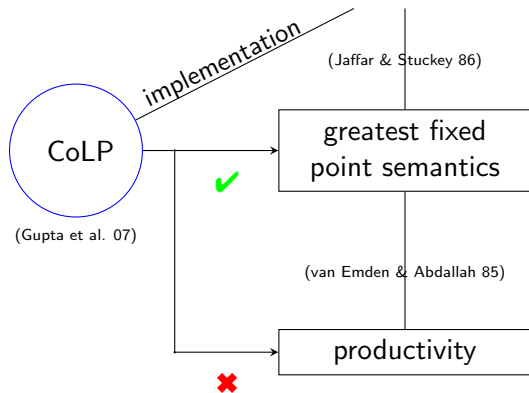 implementation
(Jaffar & Stuckey 86)
CoLP
greatest fixed
point semantics
(Gupta et al. 07)
(van Emden & Abdallah 85)
productivity